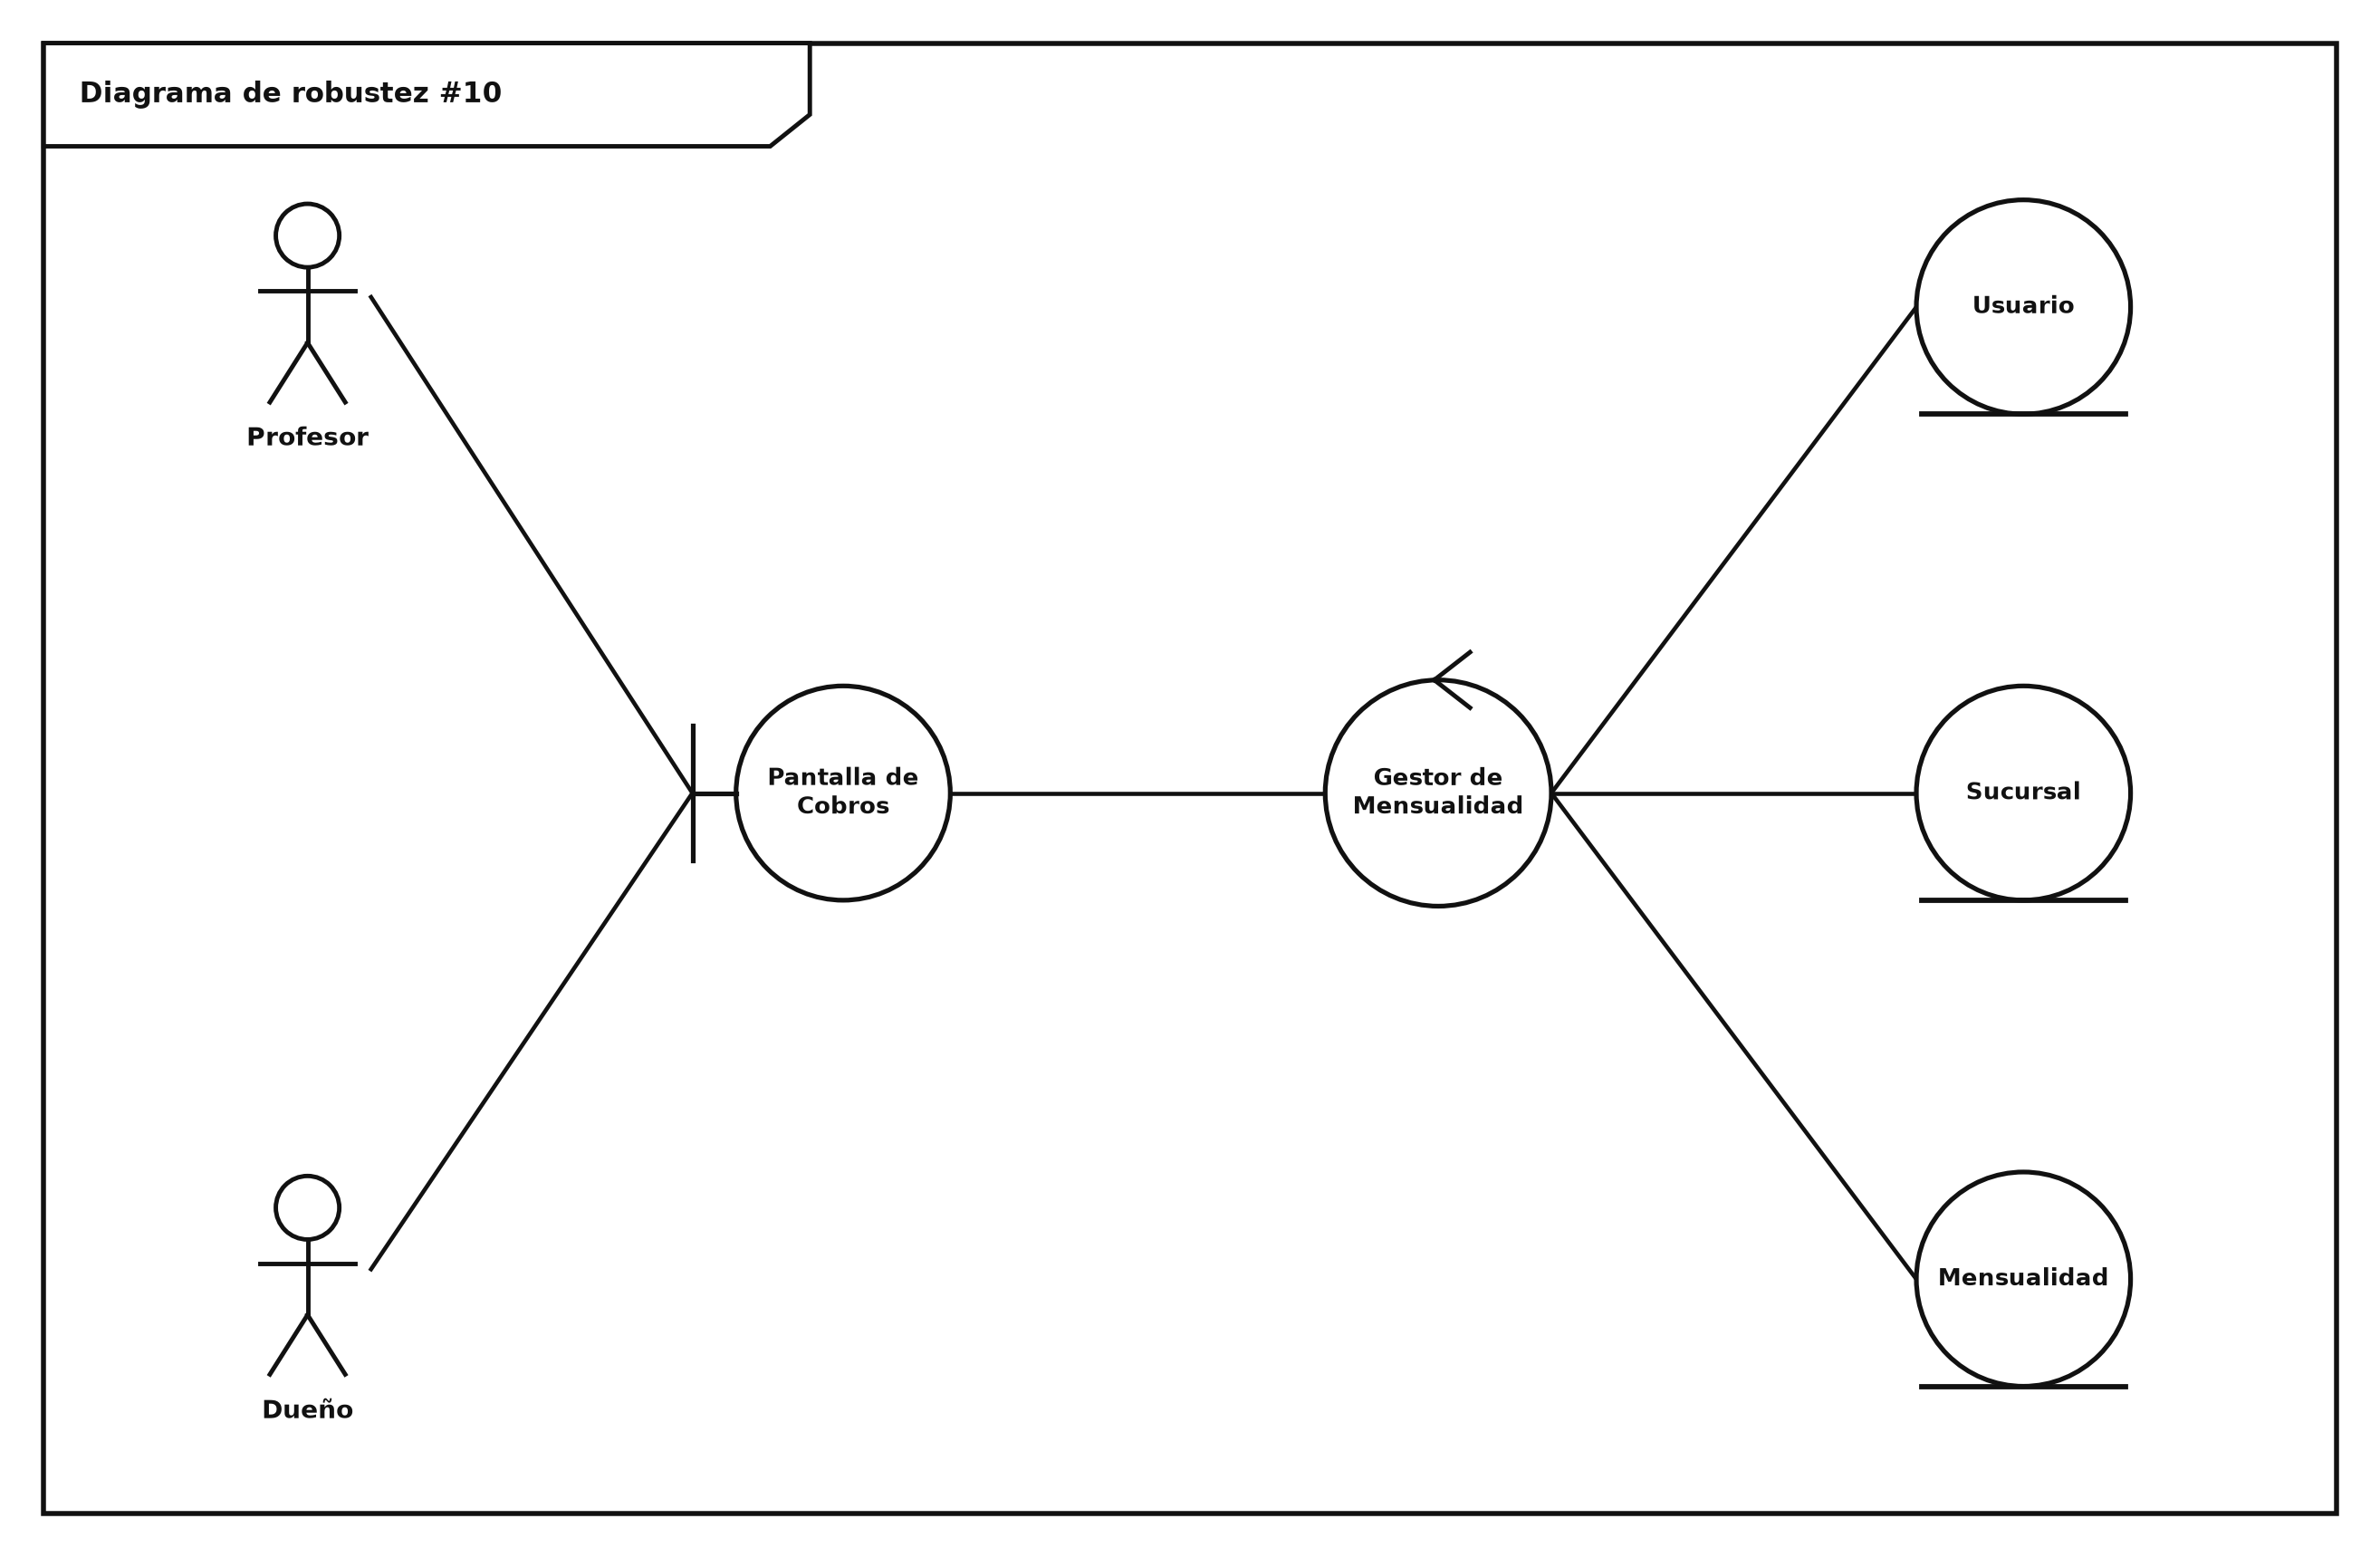 Diagrama de robustez #10
Profesor
Usuario
Pantalla de
Cobros
Gestor de
Mensualidad
Sucursal
Mensualidad
Dueño